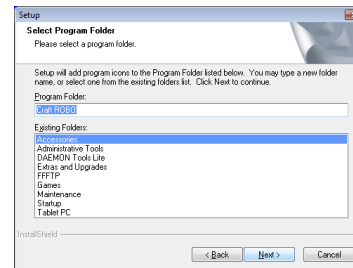 Setup
Select Program Folder
Please select a program folder.
Setup will add program icons to the Program Folder listed below. You may type a new folder
name, or select one from the existing folders list. Click Next to continue.
Program Folder:
Craft ROBO
Existing Folders:
Accessories
Administrative Tools
DAEMON Tools Lite
Extras and Upgrades
FFFTP
Games
Maintenance
Startup
Tablet PC
InstallShield
< Back
Next >
Cancel